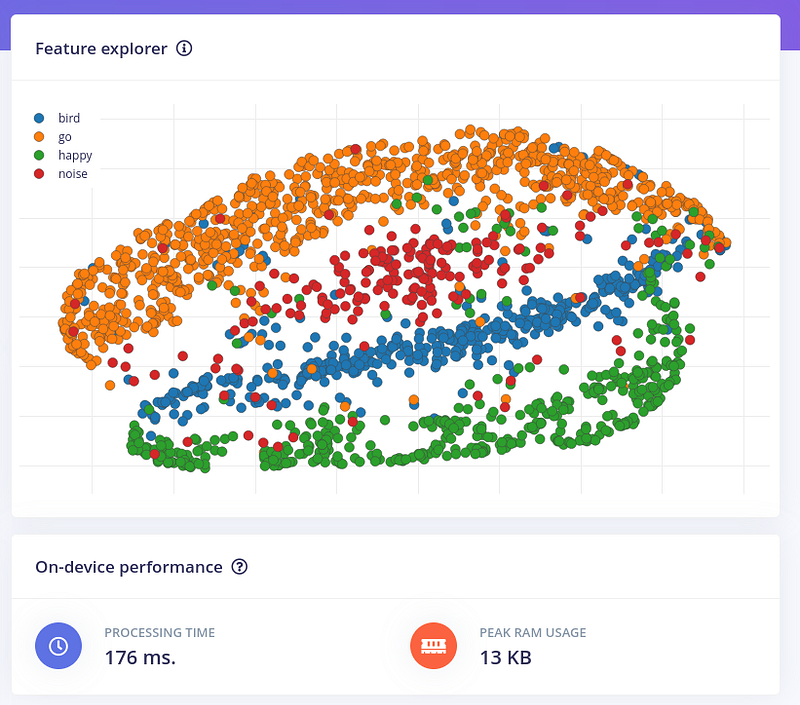 Feature explorer
bird
go
happy
noise
On-device performance
PROCESSING TIME
176 ms.
PEAK RAM USAGE
13 KB